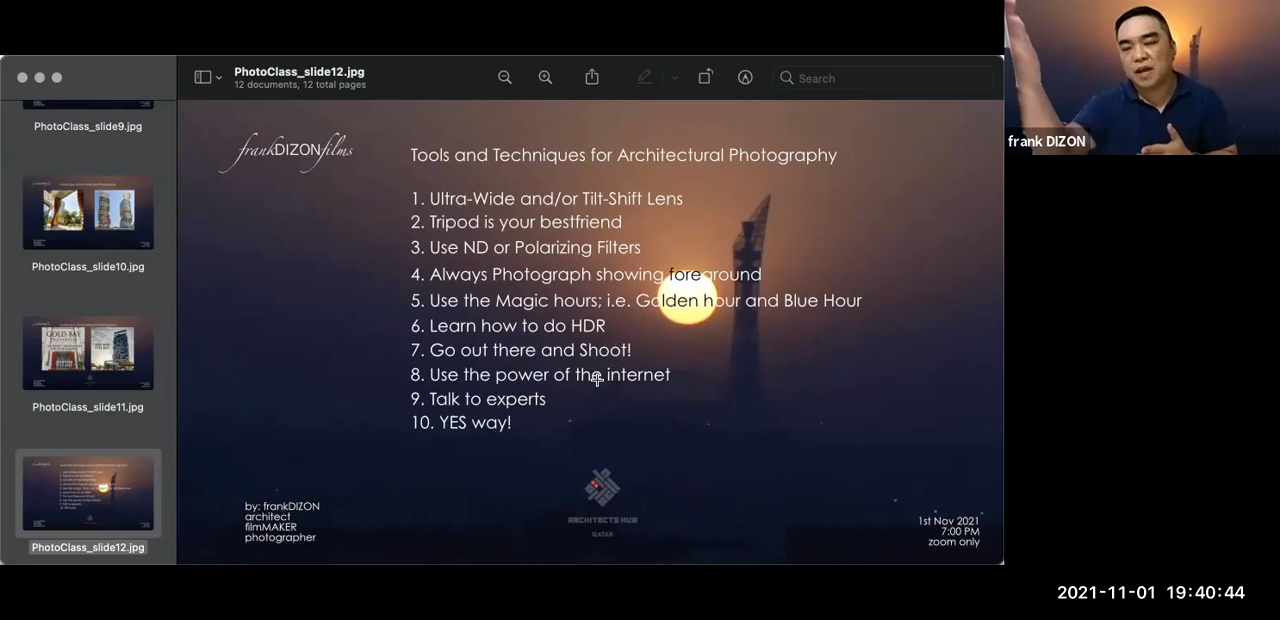 PhotoClass_slide12.jpg
12 documents, 12 total pages
Search
frank DIZON
PhotoClass_slide9.jpg
PhotoClass_slide10.jpg
PhotoClass_slide11.jpg
PhotoClass_slide12.jpg
frankDIZONfilms
Tools and Techniques for Architectural Photography
1. Ultra-Wide and/or Tilt-Shift Lens
2. Tripod is your bestfriend
3. Use ND or Polarizing Filters
4. Always Photograph showing foreground
5. Use the Magic hours; i.e. Golden hour and Blue Hour
6. Learn how to do HDR
7. Go out there and Shoot!
8. Use the power of the internet
9. Talk to experts
10. YES way!
by: frankDIZON
architect
filmMAKER
photographer
ARCHITECTS HUB
QATAR
1st Nov 2021
7:00 PM
zoom only
2021-11-01 19:40:44